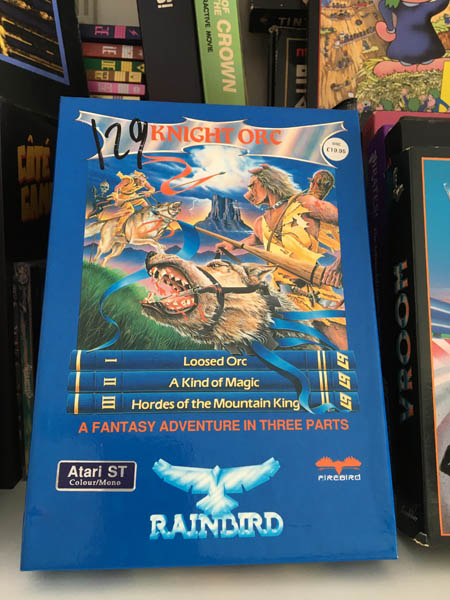 OF THE CROWN
129
KNIGHT ORC
£19.95
I Loosed Orc
II A Kind of Magic
III Hordes of the Mountain King
A FANTASY ADVENTURE IN THREE PARTS
Atari ST
Colour/Mono
FIREBIRD
RAINBIRD
VROOM